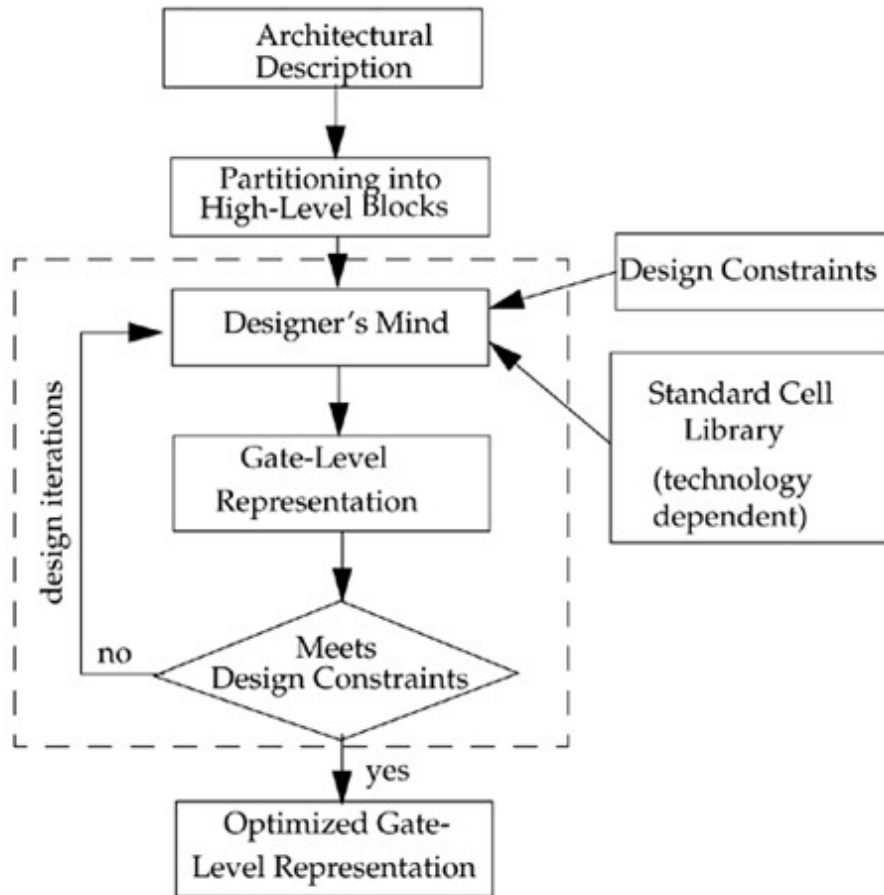 Architectural
Description
Partitioning into
High-Level Blocks
Designer's Mind
Design Constraints
Standard Cell
Library
(technology
dependent)
design iterations
Gate-Level
Representation
Meets
Design Constraints
no
yes
Optimized Gate-
Level Representation